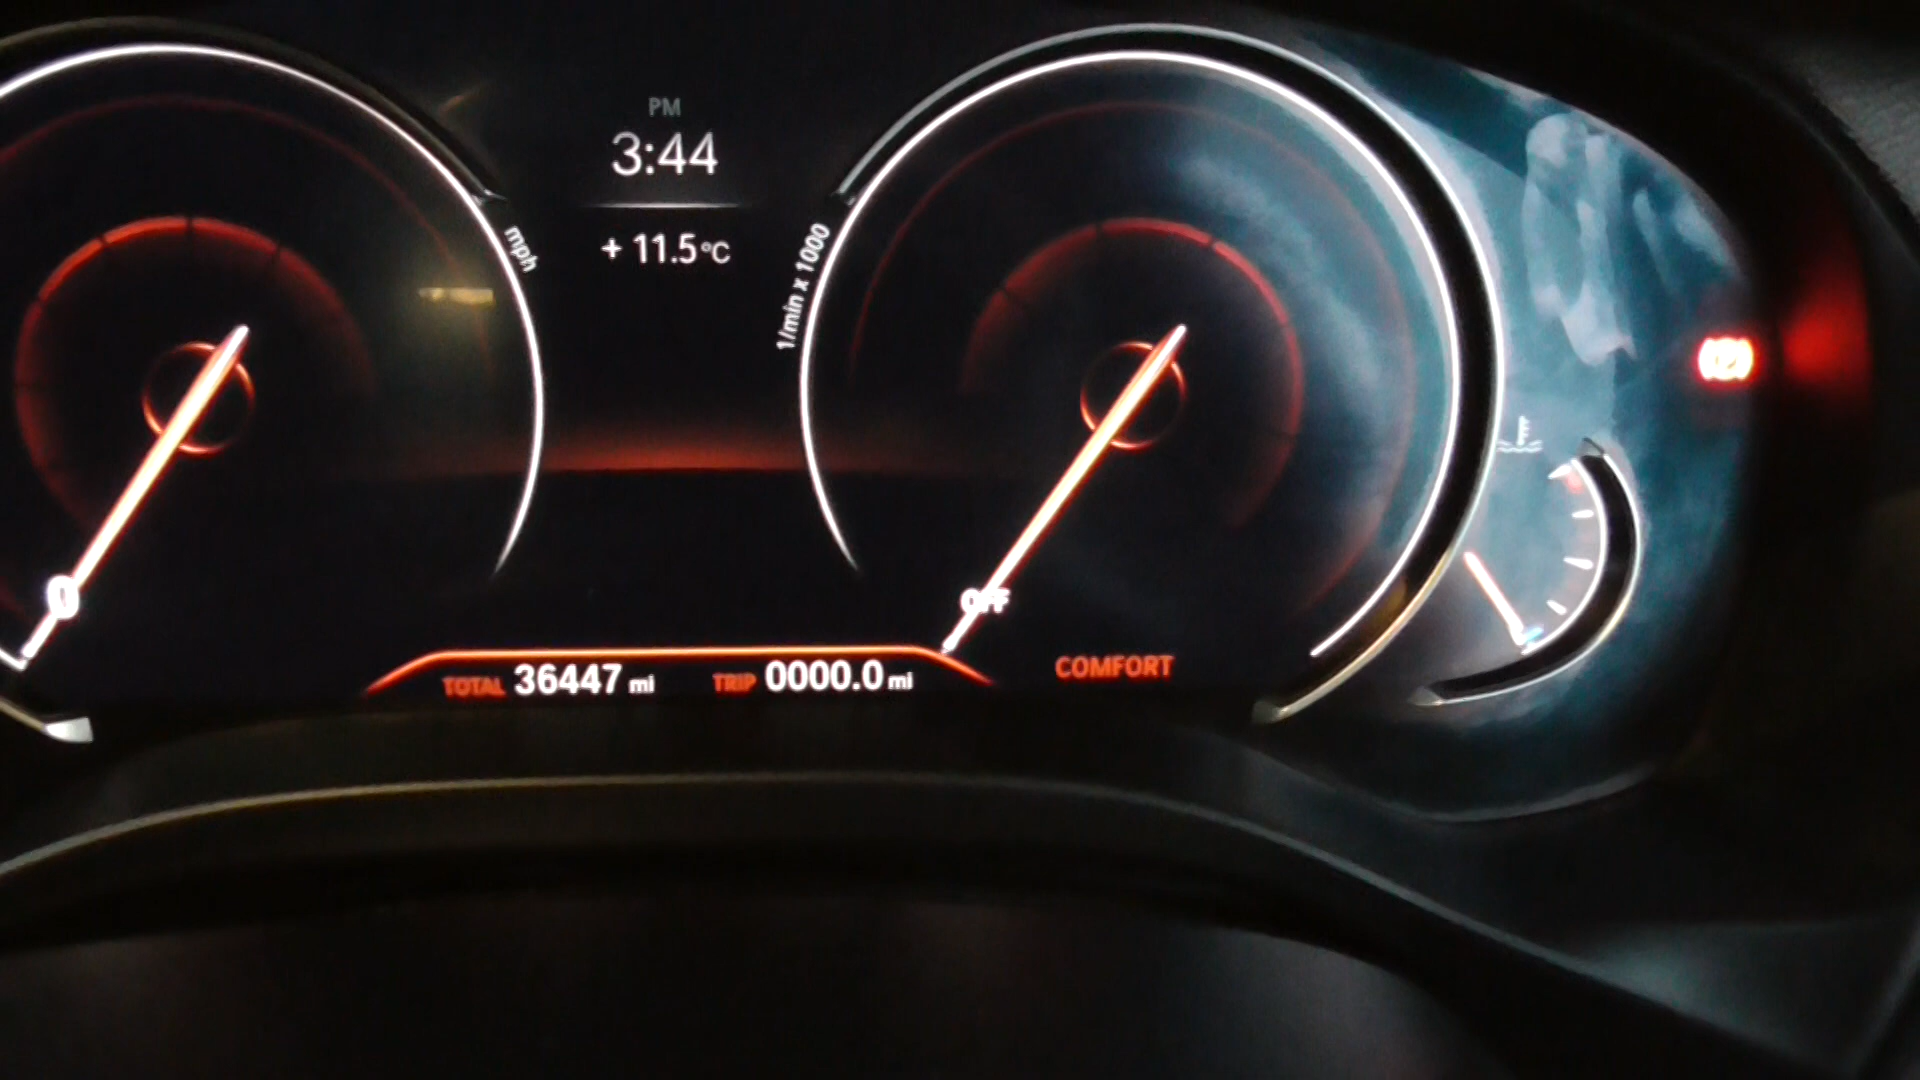 PM
3:44
+ 11.5°C
mph
1/min x 1000
0
OFF
TOTAL 36447 mi TRIP 0000.0 mi
COMFORT
(P)